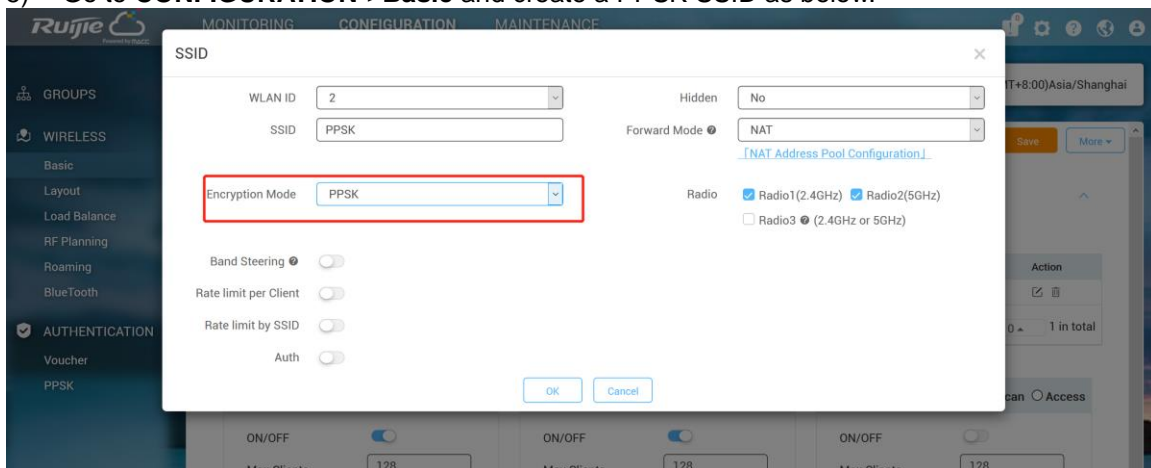 Go to CONFIGURATION > Basic and create a PPSK SSID as below.
Ruijie MONITORING CONFIGURATION MAINTENANCE
Powered by
SSID
GROUPS
WIRELESS
Basic
Layout
Load Balance
RF Planning
Roaming
BlueTooth
AUTHENTICATION
Voucher
PPSK
WLAN ID 2 Hidden No
SSID PPSK Forward Mode NAT
「NAT Address Pool Configuration」
Encryption Mode PPSK Radio Radio1(2.4GHz) Radio2(5GHz)
Radio3 (2.4GHz or 5GHz)
Band Steering
Rate limit per Client
Rate limit by SSID
Auth
OK Cancel
T+8:00)Asia/Shanghai
Save More
Action
0 1 in total
can Access
ON/OFF ON/OFF ON/OFF
128 128 128